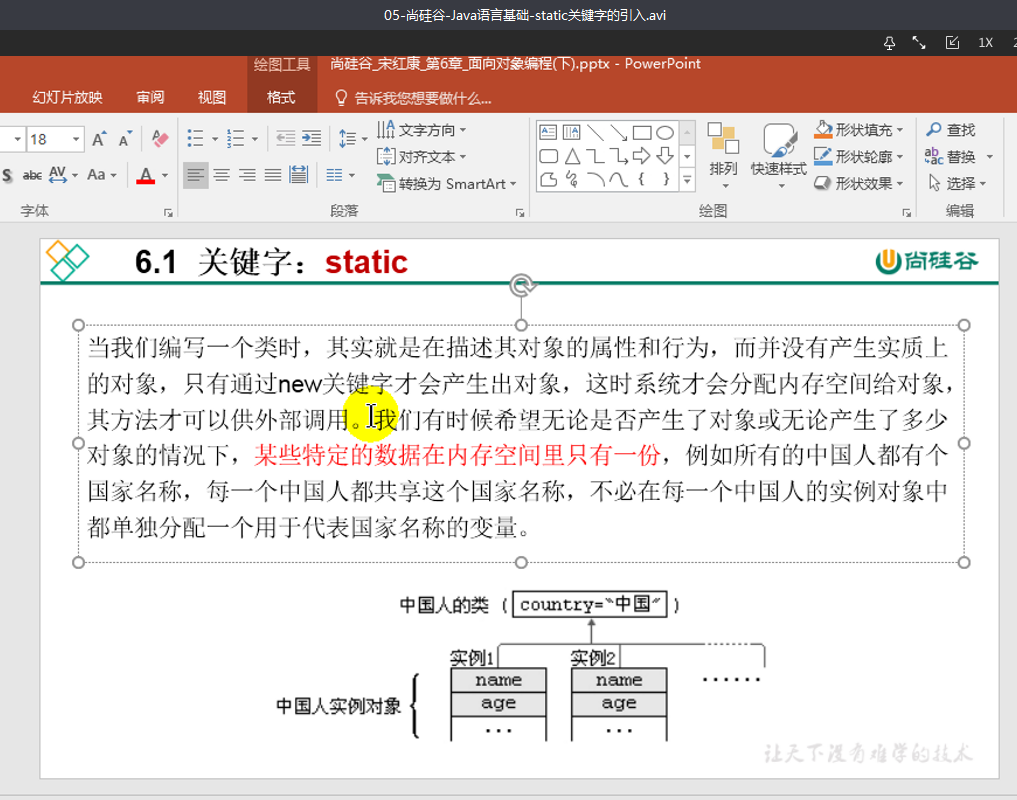 05-尚硅谷-Java语言基础-static关键字的引入.avi
1X
2
绘图工具
尚硅谷_宋红康_第6章_面向对象编程(下).pptx - PowerPoint
幻灯片放映 审阅 视图 格式 告诉我您想要做什么...
18 A A 文字方向 形状填充 查找
对齐文本 形状轮廓 替换
S abc AV Aa A 转换为 SmartArt 排列 快速样式 形状效果 选择
字体 段落 绘图 编辑
6.1 关键字：static
尚硅谷
当我们编写一个类时，其实就是在描述其对象的属性和行为，而并没有产生实质上
的对象，只有通过new关键字才会产生出对象，这时系统才会分配内存空间给对象，
其方法才可以供外部调用。我们有时候希望无论是否产生了对象或无论产生了多少
对象的情况下，某些特定的数据在内存空间里只有一份，例如所有的中国人都有个
国家名称，每一个中国人都共享这个国家名称，不必在每一个中国人的实例对象中
都单独分配一个用于代表国家名称的变量。
中国人的类 ( country="中国" )
实例1 实例2
name name ······
中国人实例对象 age age
··· ···
让天下没有难学的技术